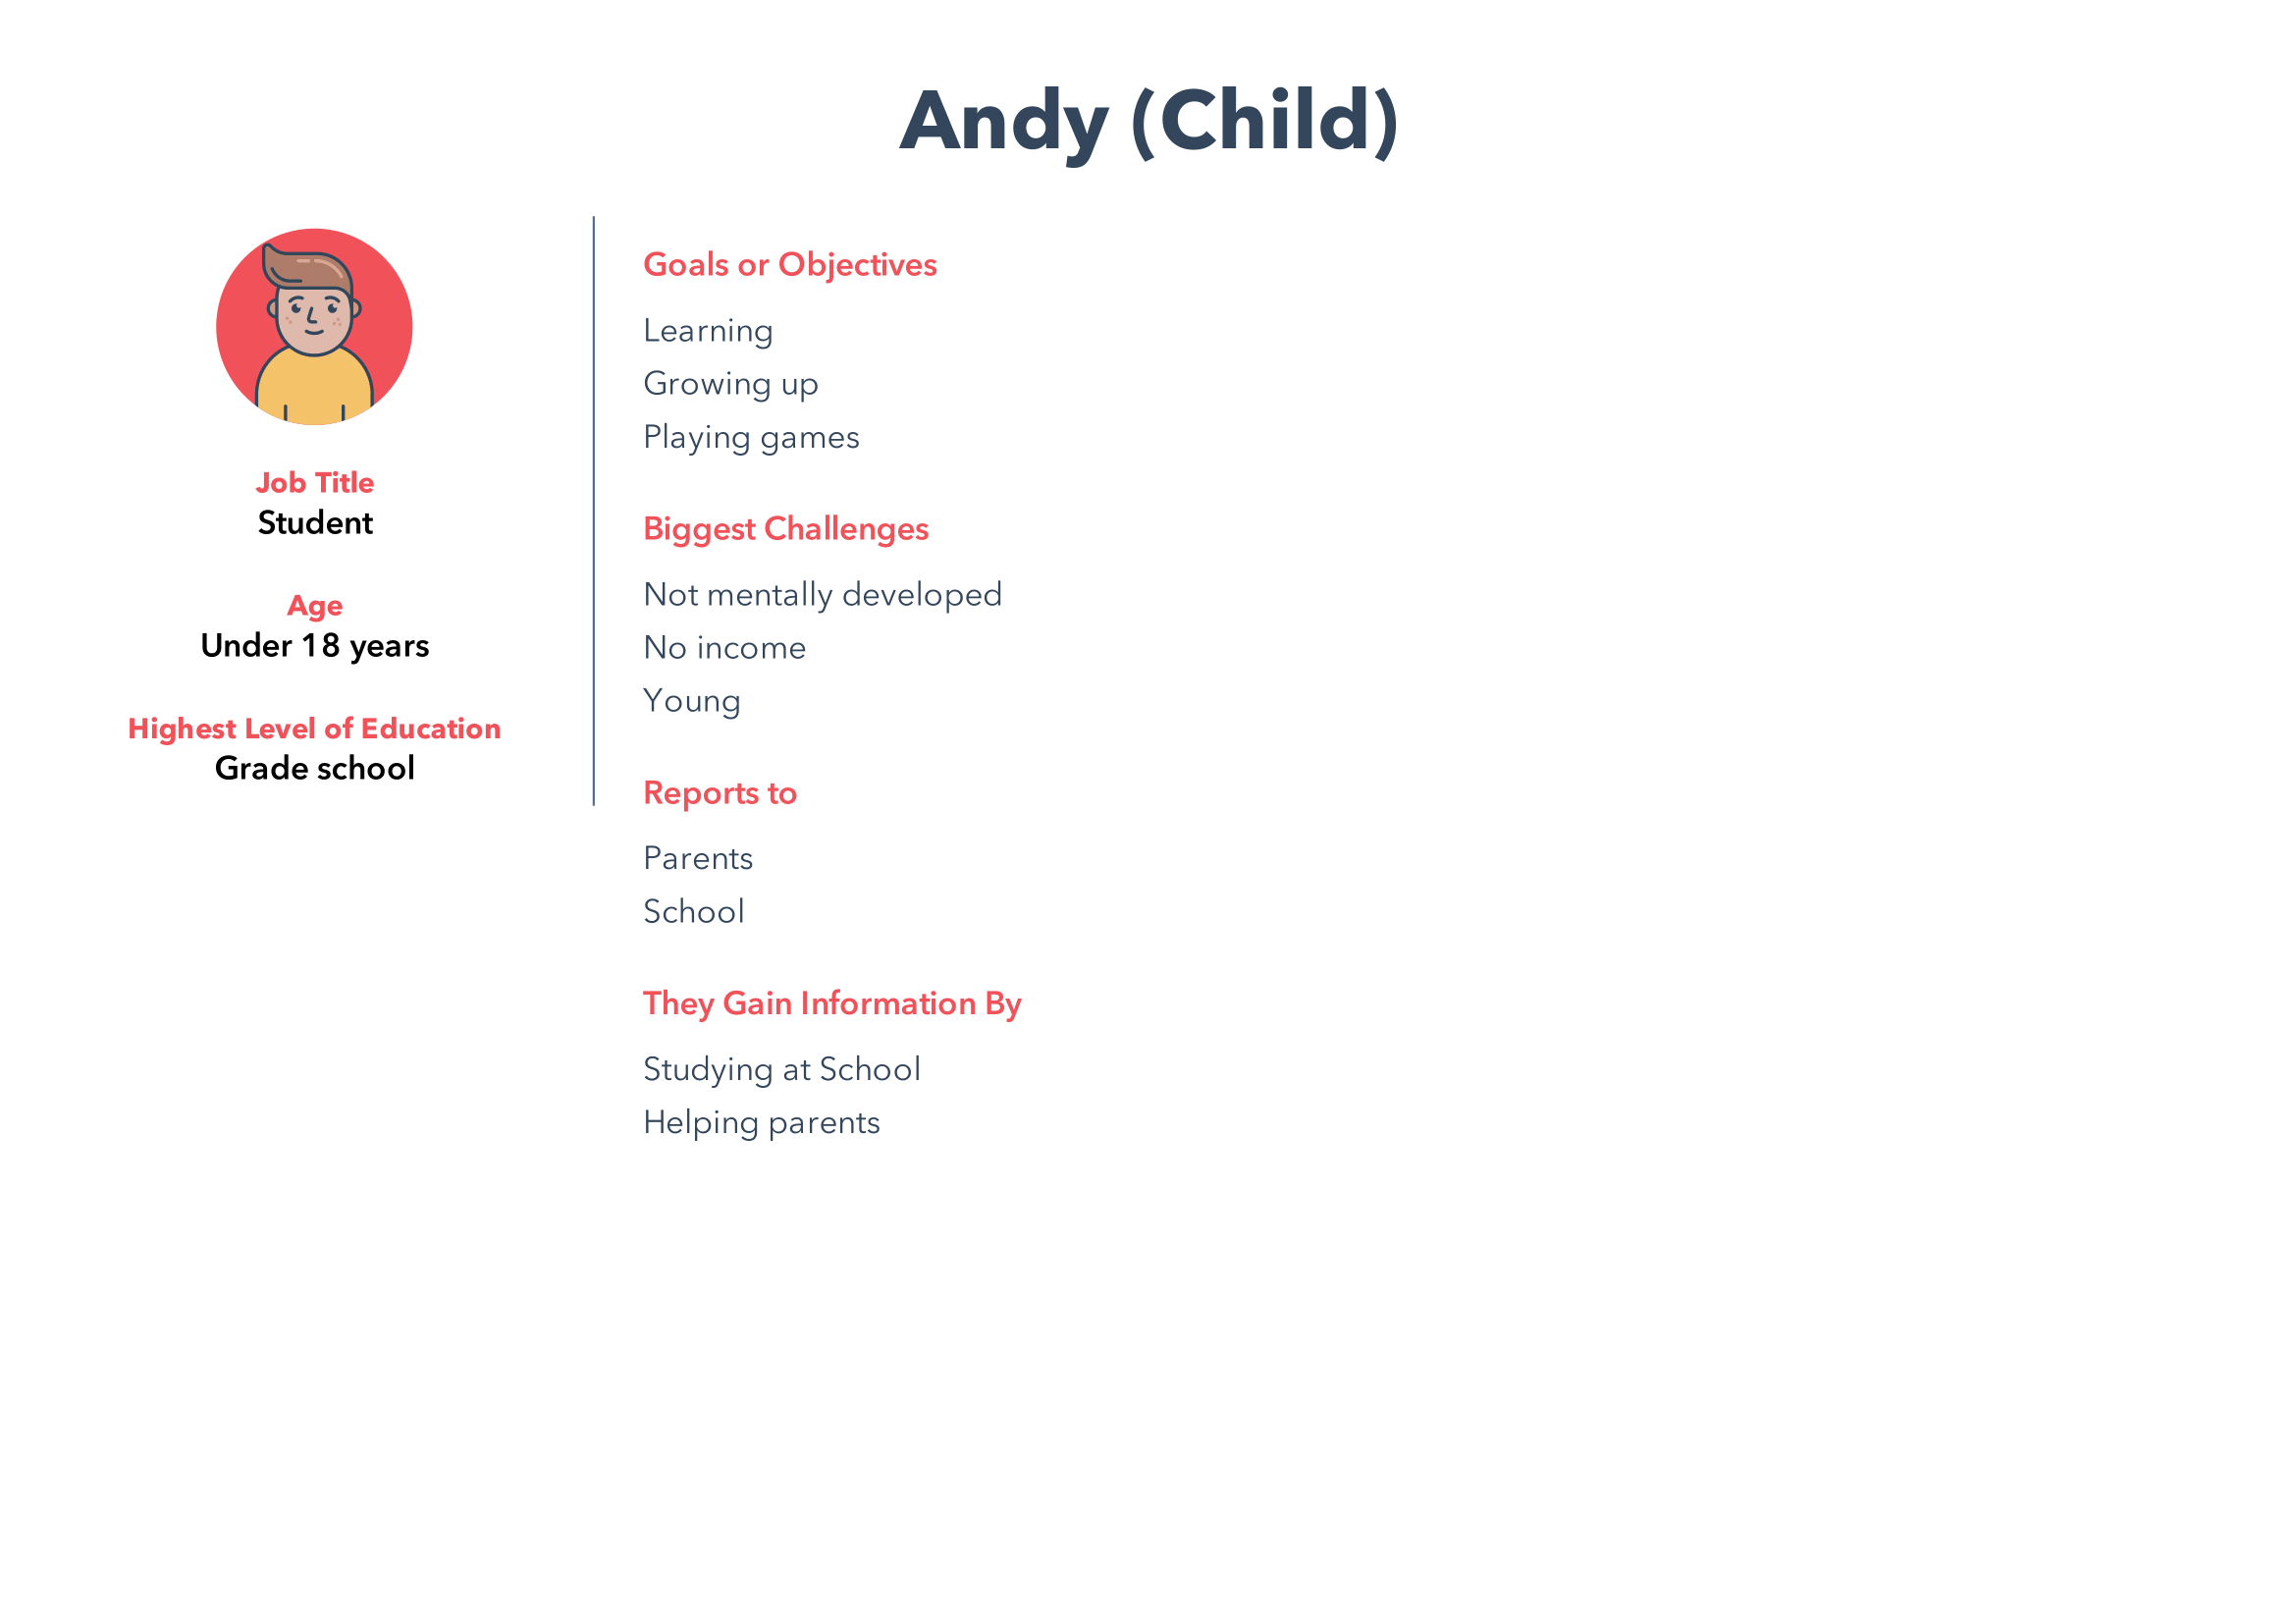 Andy (Child)
Job Title
Student
Age
Under 18 years
Highest Level of Education
Grade school
Goals or Objectives
Learning
Growing up
Playing games
Biggest Challenges
Not mentally developed
No income
Young
Reports to
Parents
School
They Gain Information By
Studying at School
Helping parents